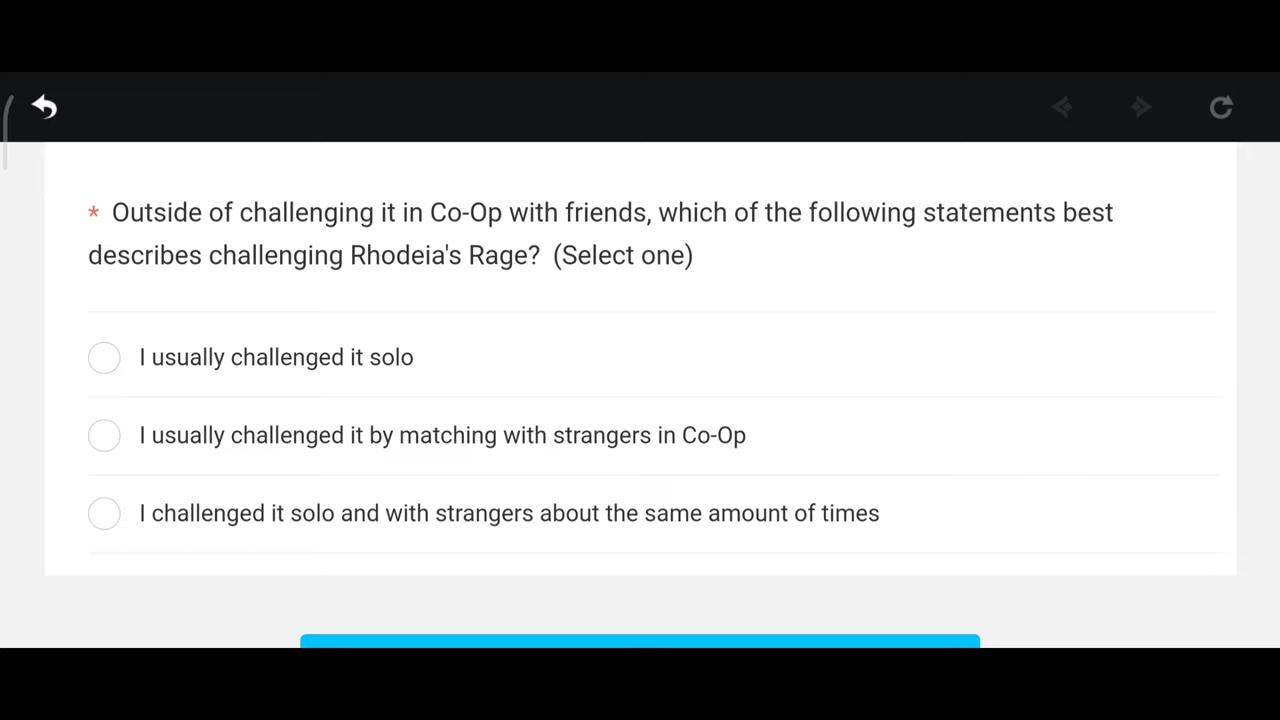 * Outside of challenging it in Co-Op with friends, which of the following statements best
describes challenging Rhodeia's Rage? (Select one)
I usually challenged it solo
I usually challenged it by matching with strangers in Co-Op
I challenged it solo and with strangers about the same amount of times